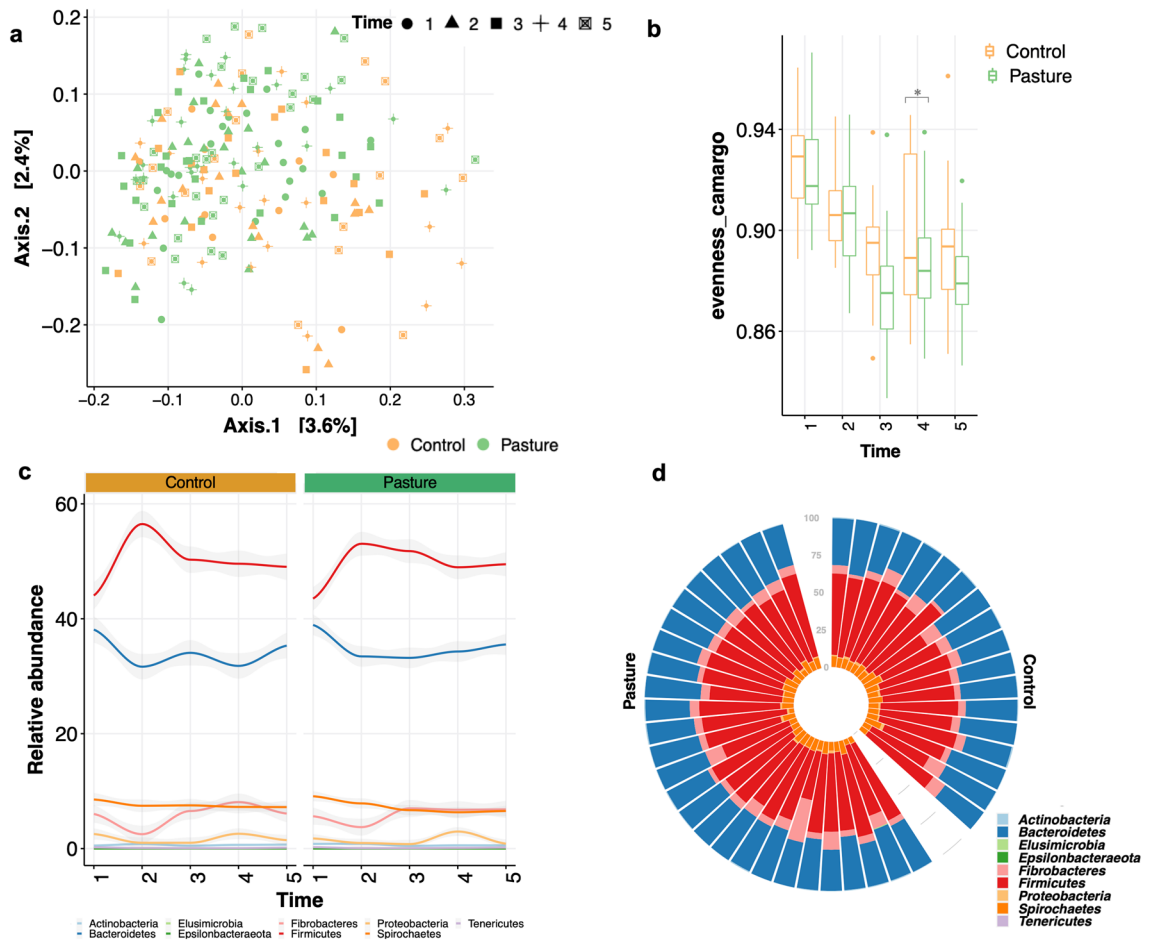 a
Time 1 2 3 4 5
0.2
0.1
0.0
−0.1
−0.2
Axis.2 [2.4%]
−0.2 −0.1 0.0 0.1 0.2 0.3
Axis.1 [3.6%]
Control Pasture
b
Control
Pasture
*
0.94
0.90
0.86
evenness_camargo
1 2 3 4 5
Time
c
Control Pasture
60
40
20
0
Relative abundance
1 2 3 4 5 1 2 3 4 5
Time
Actinobacteria Elusimicrobia Fibrobacteres Proteobacteria Tenericutes
Bacteroidetes Epsilonbacteraeota Firmicutes Spirochaetes
d
100
75
50
25
0
Pasture
Control
Actinobacteria
Bacteroidetes
Elusimicrobia
Epsilonbacteraeota
Fibrobacteres
Firmicutes
Proteobacteria
Spirochaetes
Tenericutes